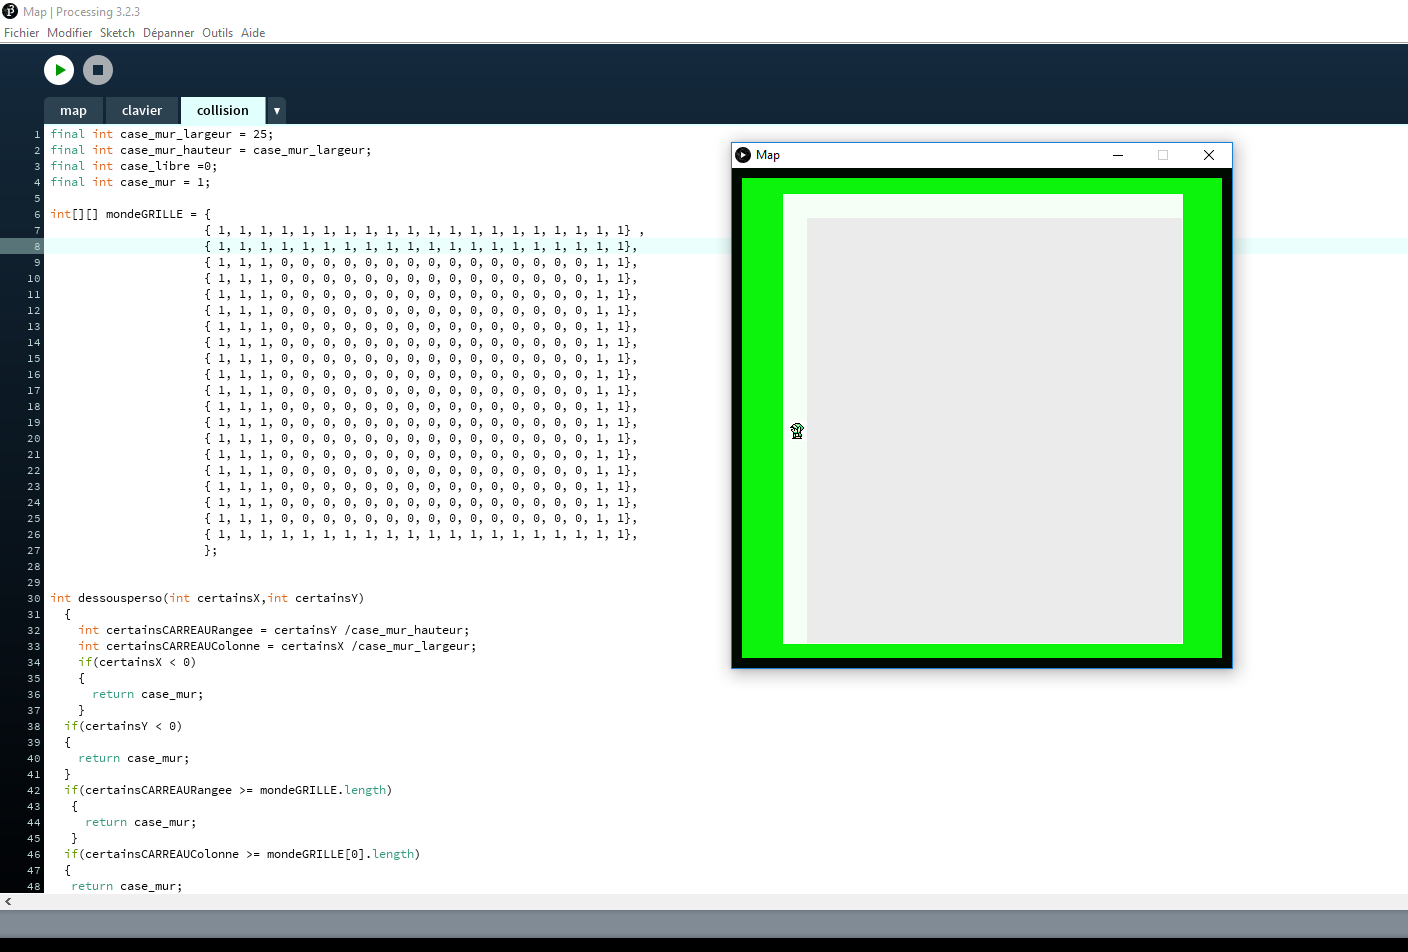 Map | Processing 3.2.3
Fichier Modifier Sketch Dépanner Outils Aide
map clavier collision ▼
1 final int case_mur_largeur = 25;
2 final int case_mur_hauteur = case_mur_largeur;
3 final int case_libre =0;
4 final int case_mur = 1;
5
6 int[][] mondeGRILLE = {
7 { 1, 1, 1, 1, 1, 1, 1, 1, 1, 1, 1, 1, 1, 1, 1, 1, 1, 1, 1, 1} ,
8 { 1, 1, 1, 1, 1, 1, 1, 1, 1, 1, 1, 1, 1, 1, 1, 1, 1, 1, 1, 1},
9 { 1, 1, 1, 0, 0, 0, 0, 0, 0, 0, 0, 0, 0, 0, 0, 0, 0, 0, 1, 1},
10 { 1, 1, 1, 0, 0, 0, 0, 0, 0, 0, 0, 0, 0, 0, 0, 0, 0, 0, 1, 1},
11 { 1, 1, 1, 0, 0, 0, 0, 0, 0, 0, 0, 0, 0, 0, 0, 0, 0, 0, 1, 1},
12 { 1, 1, 1, 0, 0, 0, 0, 0, 0, 0, 0, 0, 0, 0, 0, 0, 0, 0, 1, 1},
13 { 1, 1, 1, 0, 0, 0, 0, 0, 0, 0, 0, 0, 0, 0, 0, 0, 0, 0, 1, 1},
14 { 1, 1, 1, 0, 0, 0, 0, 0, 0, 0, 0, 0, 0, 0, 0, 0, 0, 0, 1, 1},
15 { 1, 1, 1, 0, 0, 0, 0, 0, 0, 0, 0, 0, 0, 0, 0, 0, 0, 0, 1, 1},
16 { 1, 1, 1, 0, 0, 0, 0, 0, 0, 0, 0, 0, 0, 0, 0, 0, 0, 0, 1, 1},
17 { 1, 1, 1, 0, 0, 0, 0, 0, 0, 0, 0, 0, 0, 0, 0, 0, 0, 0, 1, 1},
18 { 1, 1, 1, 0, 0, 0, 0, 0, 0, 0, 0, 0, 0, 0, 0, 0, 0, 0, 1, 1},
19 { 1, 1, 1, 0, 0, 0, 0, 0, 0, 0, 0, 0, 0, 0, 0, 0, 0, 0, 1, 1},
20 { 1, 1, 1, 0, 0, 0, 0, 0, 0, 0, 0, 0, 0, 0, 0, 0, 0, 0, 1, 1},
21 { 1, 1, 1, 0, 0, 0, 0, 0, 0, 0, 0, 0, 0, 0, 0, 0, 0, 0, 1, 1},
22 { 1, 1, 1, 0, 0, 0, 0, 0, 0, 0, 0, 0, 0, 0, 0, 0, 0, 0, 1, 1},
23 { 1, 1, 1, 0, 0, 0, 0, 0, 0, 0, 0, 0, 0, 0, 0, 0, 0, 0, 1, 1},
24 { 1, 1, 1, 0, 0, 0, 0, 0, 0, 0, 0, 0, 0, 0, 0, 0, 0, 0, 1, 1},
25 { 1, 1, 1, 0, 0, 0, 0, 0, 0, 0, 0, 0, 0, 0, 0, 0, 0, 0, 1, 1},
26 { 1, 1, 1, 1, 1, 1, 1, 1, 1, 1, 1, 1, 1, 1, 1, 1, 1, 1, 1, 1},
27 };
28
29
30 int dessousperso(int certainsX,int certainsY)
31 {
32 int certainsCARREAURangee = certainsY /case_mur_hauteur;
33 int certainsCARREAUColonne = certainsX /case_mur_largeur;
34 if(certainsX < 0)
35 {
36 return case_mur;
37 }
38 if(certainsY < 0)
39 {
40 return case_mur;
41 }
42 if(certainsCARREAURangee >= mondeGRILLE.length)
43 {
44 return case_mur;
45 }
46 if(certainsCARREAUColonne >= mondeGRILLE[0].length)
47 {
48 return case_mur;
Map